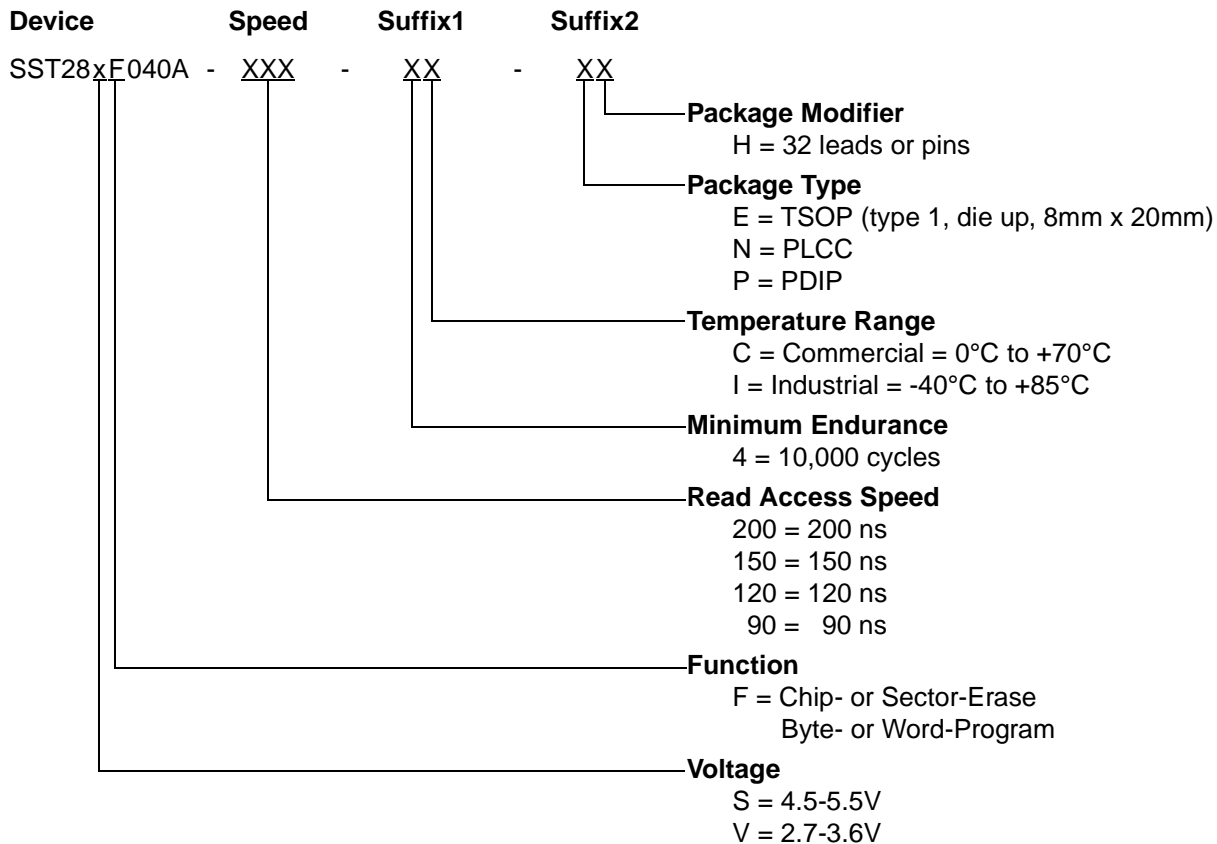 Device Speed Suffix1 Suffix2
SST28xF040A - XXX - XX - XX
Package Modifier
H = 32 leads or pins
Package Type
E = TSOP (type 1, die up, 8mm x 20mm)
N = PLCC
P = PDIP
Temperature Range
C = Commercial = 0°C to +70°C
I = Industrial = -40°C to +85°C
Minimum Endurance
4 = 10,000 cycles
Read Access Speed
200 = 200 ns
150 = 150 ns
120 = 120 ns
90 = 90 ns
Function
F = Chip- or Sector-Erase
Byte- or Word-Program
Voltage
S = 4.5-5.5V
V = 2.7-3.6V